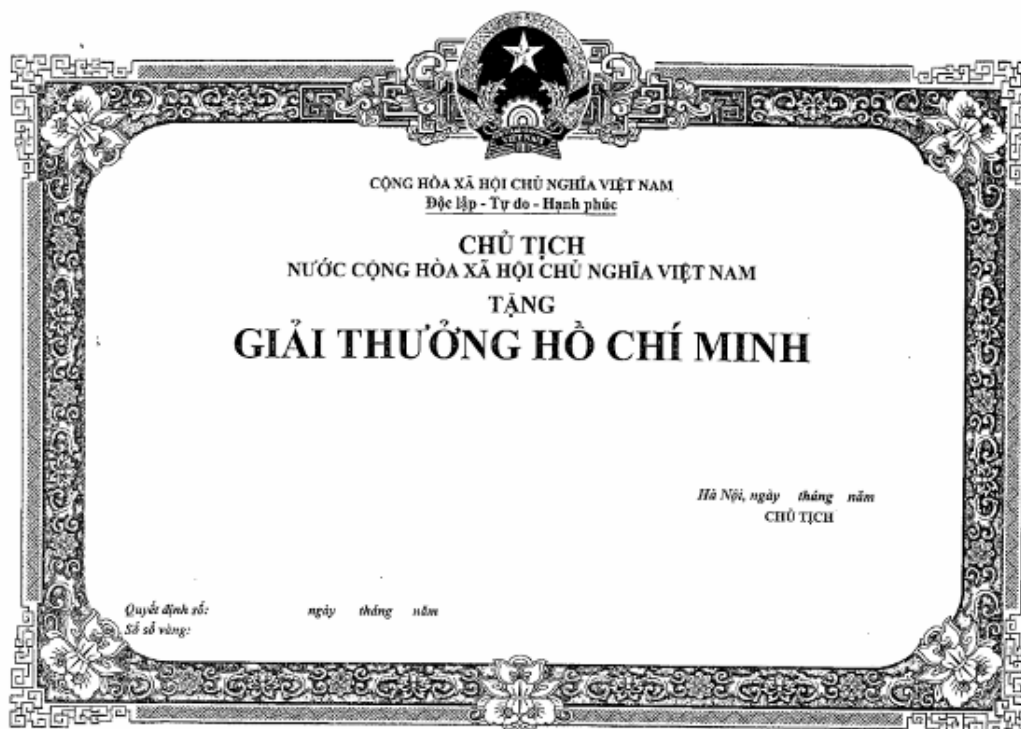 VIỆT NAM
CỘNG HÒA XÃ HỘI CHỦ NGHĨA VIỆT NAM
Độc lập - Tự do - Hạnh phúc
CHỦ TỊCH
NƯỚC CỘNG HÒA XÃ HỘI CHỦ NGHĨA VIỆT NAM
TẶNG
GIẢI THƯỞNG HỒ CHÍ MINH
Hà Nội, ngày tháng năm
CHỦ TỊCH
Quyết định số: ngày tháng năm
Số sổ vàng: